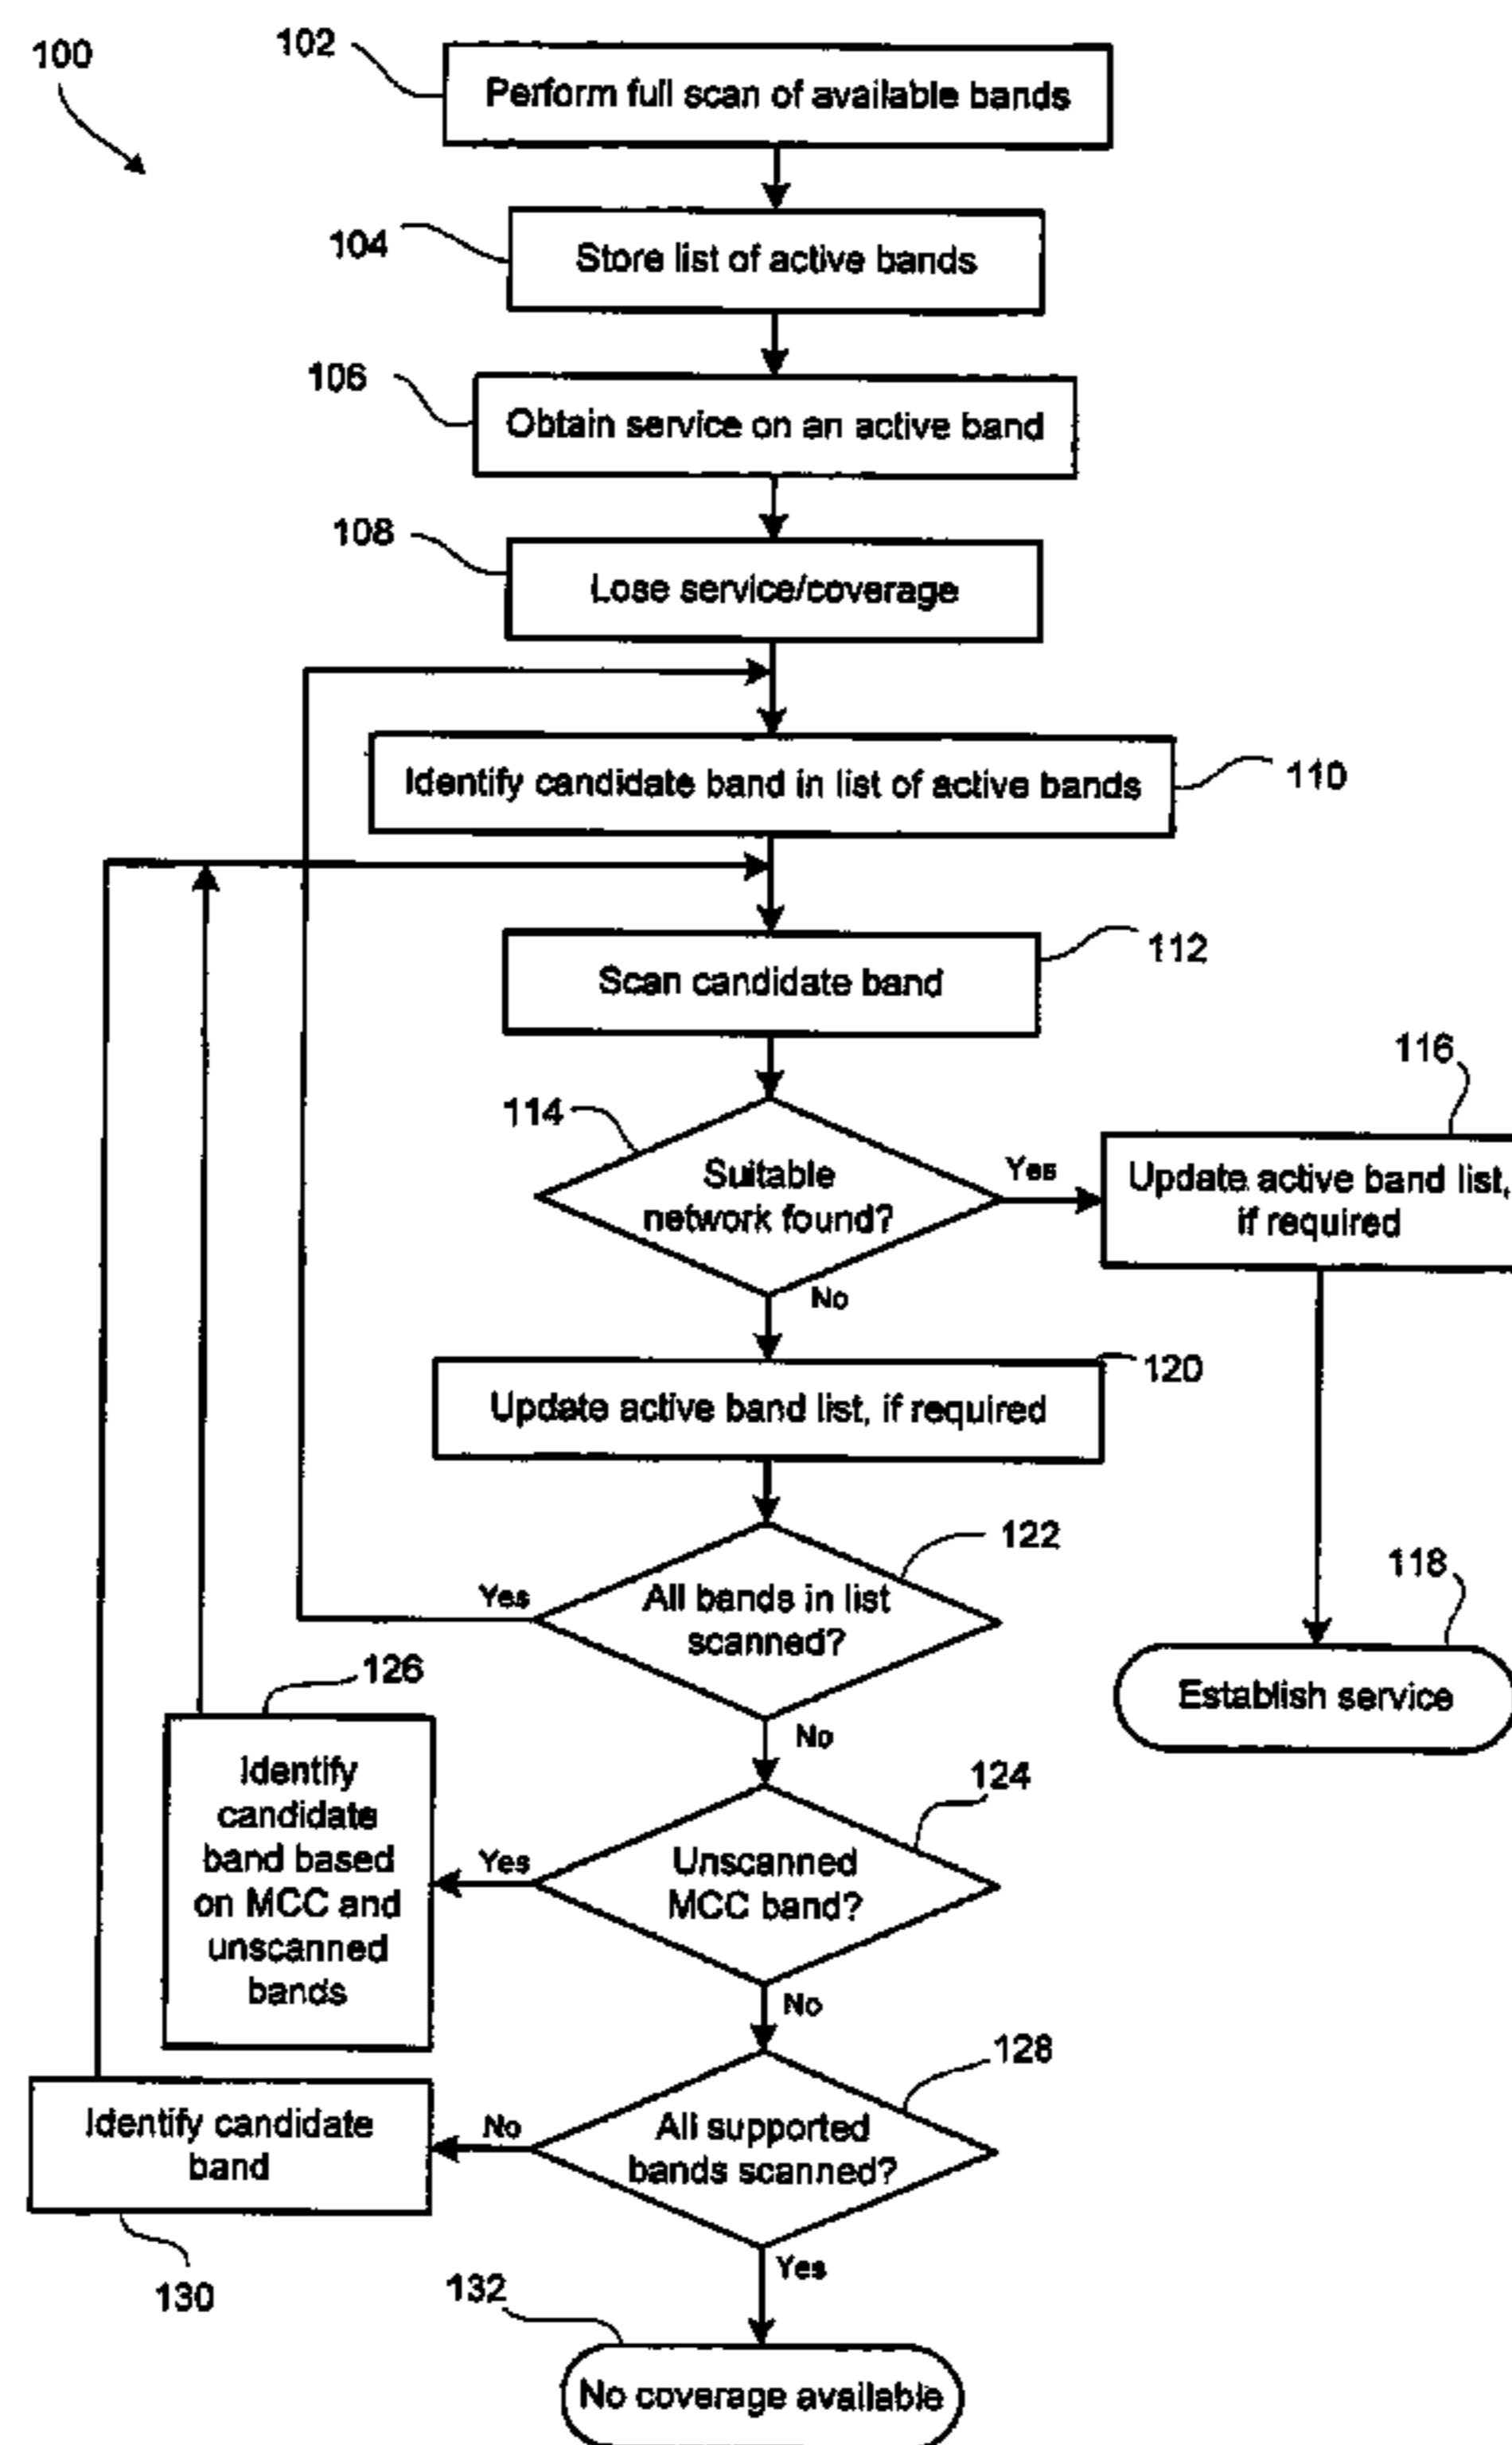 100
102
Perform full scan of available bands
104
Store list of active bands
106
Obtain service on an active band
108
Lose service/coverage
Identify candidate band in list of active bands
110
Scan candidate band
112
114
Suitable
network found?
Yes
No
116
Update active band list,
if required
118
Establish service
120
Update active band list, if required
122
All bands in list
scanned?
Yes
No
124
Unscanned
MCC band?
Yes
No
126
Identify
candidate
band based
on MCC and
unscanned
bands
128
All supported
bands scanned?
No
Yes
Identify candidate
band
130
132
No coverage available